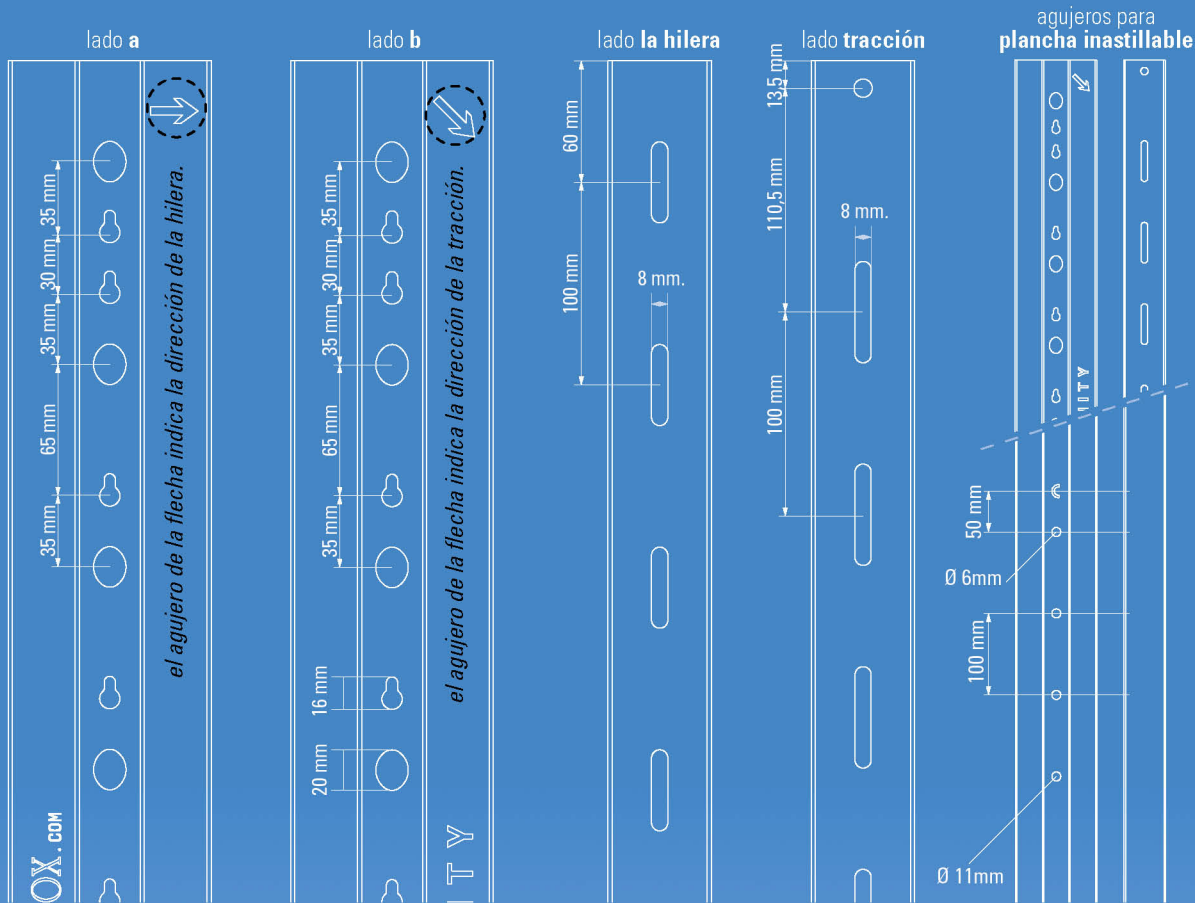 lado a
35 mm
30 mm
35 mm
65 mm
35 mm
el agujero de la flecha indica la dirección de la hilera.
OX.COM
lado b
35 mm
30 mm
35 mm
65 mm
35 mm
16 mm
20 mm
el agujero de la flecha indica la dirección de la tracción.
ITY
lado la hilera
60 mm
100 mm
8 mm.
lado tracción
13,5 mm
110,5 mm
8 mm.
100 mm
agujeros para
plancha inastillable
ITY
50 mm
Ø 6mm
100 mm
Ø 11mm